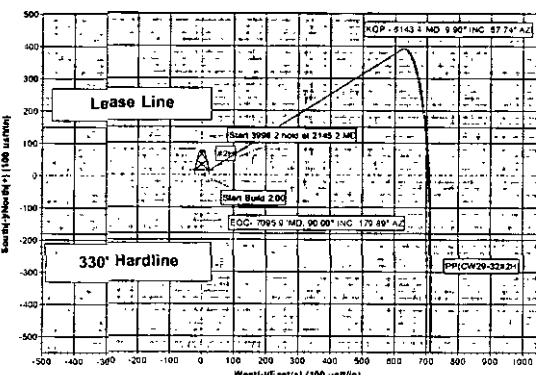 500
KOP - 6143.4 MD, 9.90° INC, 57.74° AZ
400
300
Lease Line
200
Start 3998.2 hold at 2145.2 MD
100
#2H
0
Start Build 2.00
-100
EOC- 7095.9 'MD, 90.00° INC, 179.89° AZ
-200
330' Hardline
PP(CW29-32#2H)
-300
-400
-500
South(-)/North(+) (100 usft/in)
-500 -400 -300 -200 -100 0 100 200 300 400 500 600 700 800 900 1000
West(-)/East(+) (100 usft/in)